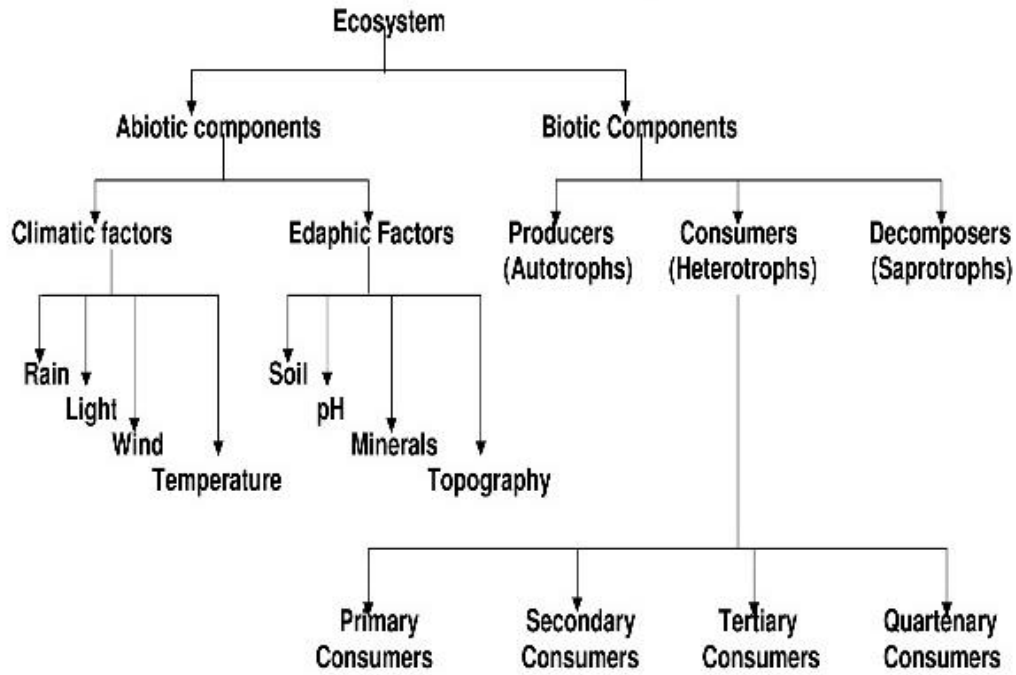 Ecosystem
Abiotic components
Biotic Components
Climatic factors
Edaphic Factors
Producers
(Autotrophs)
Consumers
(Heterotrophs)
Decomposers
(Saprotrophs)
Rain
Light
Wind
Temperature
Soil
pH
Minerals
Topography
Primary
Consumers
Secondary
Consumers
Tertiary
Consumers
Quartenary
Consumers